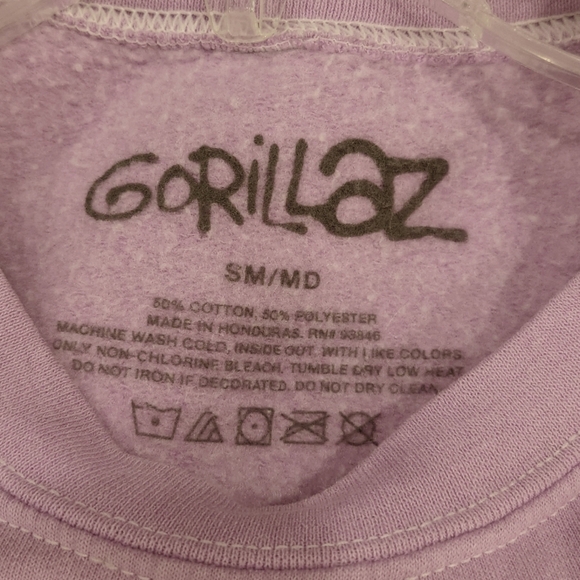 GORiLLaZ
SM/MD
50% COTTON, 50% POLYESTER
MADE IN HONDURAS. RN# 93846
MACHINE WASH COLD, INSIDE OUT, WITH LIKE COLORS
ONLY NON-CHLORINE BLEACH, TUMBLE DRY LOW HEAT
DO NOT IRON IF DECORATED. DO NOT DRY CLEAN